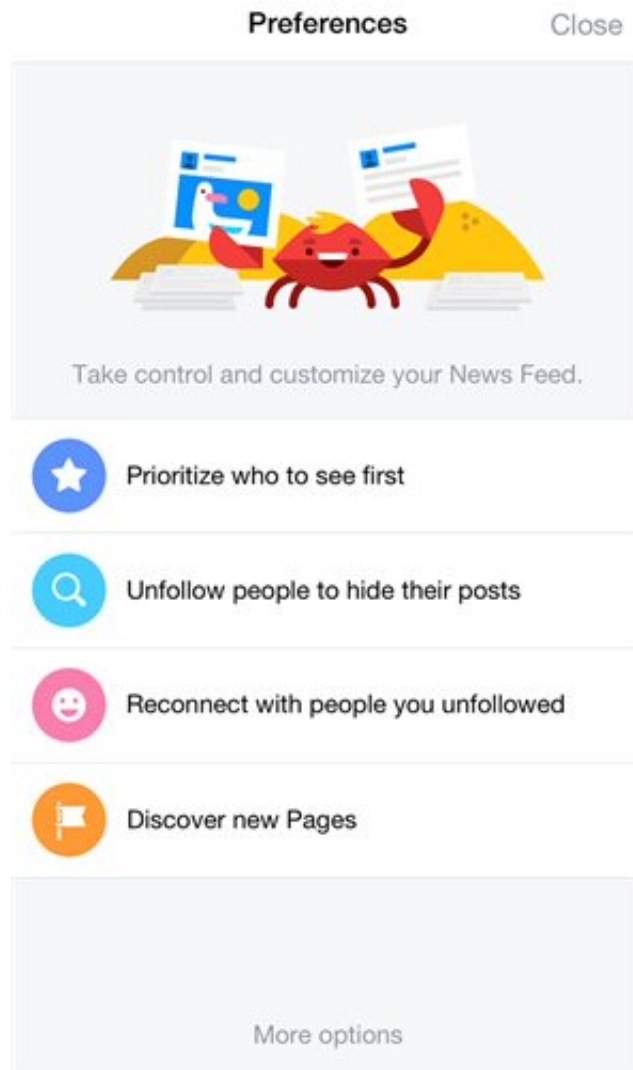 Preferences
Close
Take control and customize your News Feed.
Prioritize who to see first
Unfollow people to hide their posts
Reconnect with people you unfollowed
Discover new Pages
More options